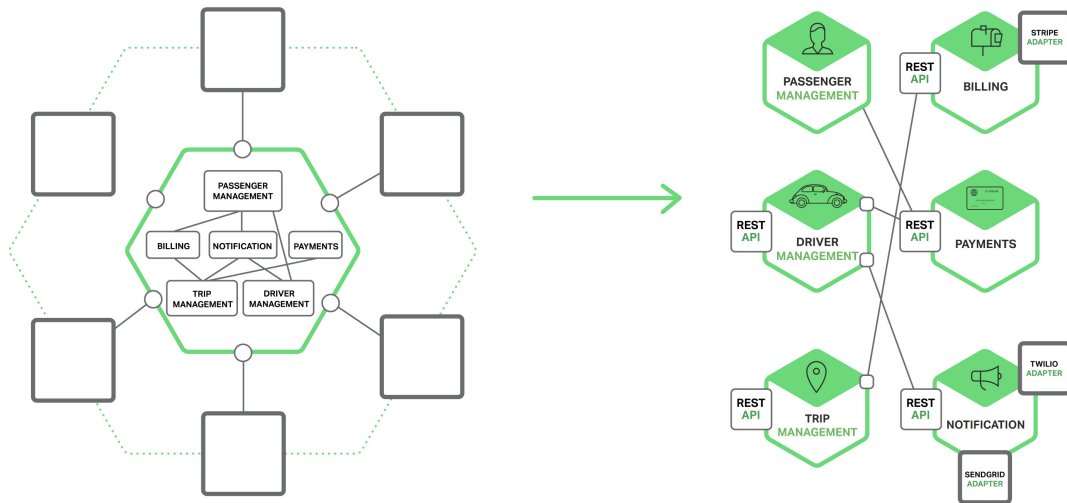 PASSENGER
MANAGEMENT
BILLING
NOTIFICATION
PAYMENTS
TRIP
MANAGEMENT
DRIVER
MANAGEMENT
PASSENGER
MANAGEMENT
REST
API
BILLING
STRIPE
ADAPTER
REST
API
DRIVER
MANAGEMENT
REST
API
PAYMENTS
REST
API
TRIP
MANAGEMENT
REST
API
NOTIFICATION
TWILIO
ADAPTER
SENDGRID
ADAPTER